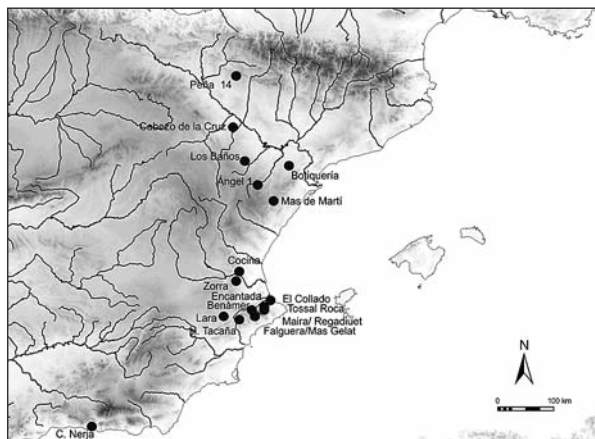 Peña 14
Cabezo de la Cruz
Los Baños
Botiquería
Angel 1
Mas de Martí
Cocina
Zorra
Encantada
El Collado
Benàmer
Tossal Roca
Lara
Maira/ Regadiuet
H. Tacaña
Falguera/Mas Gelat
N
0
100 km
C. Nerja